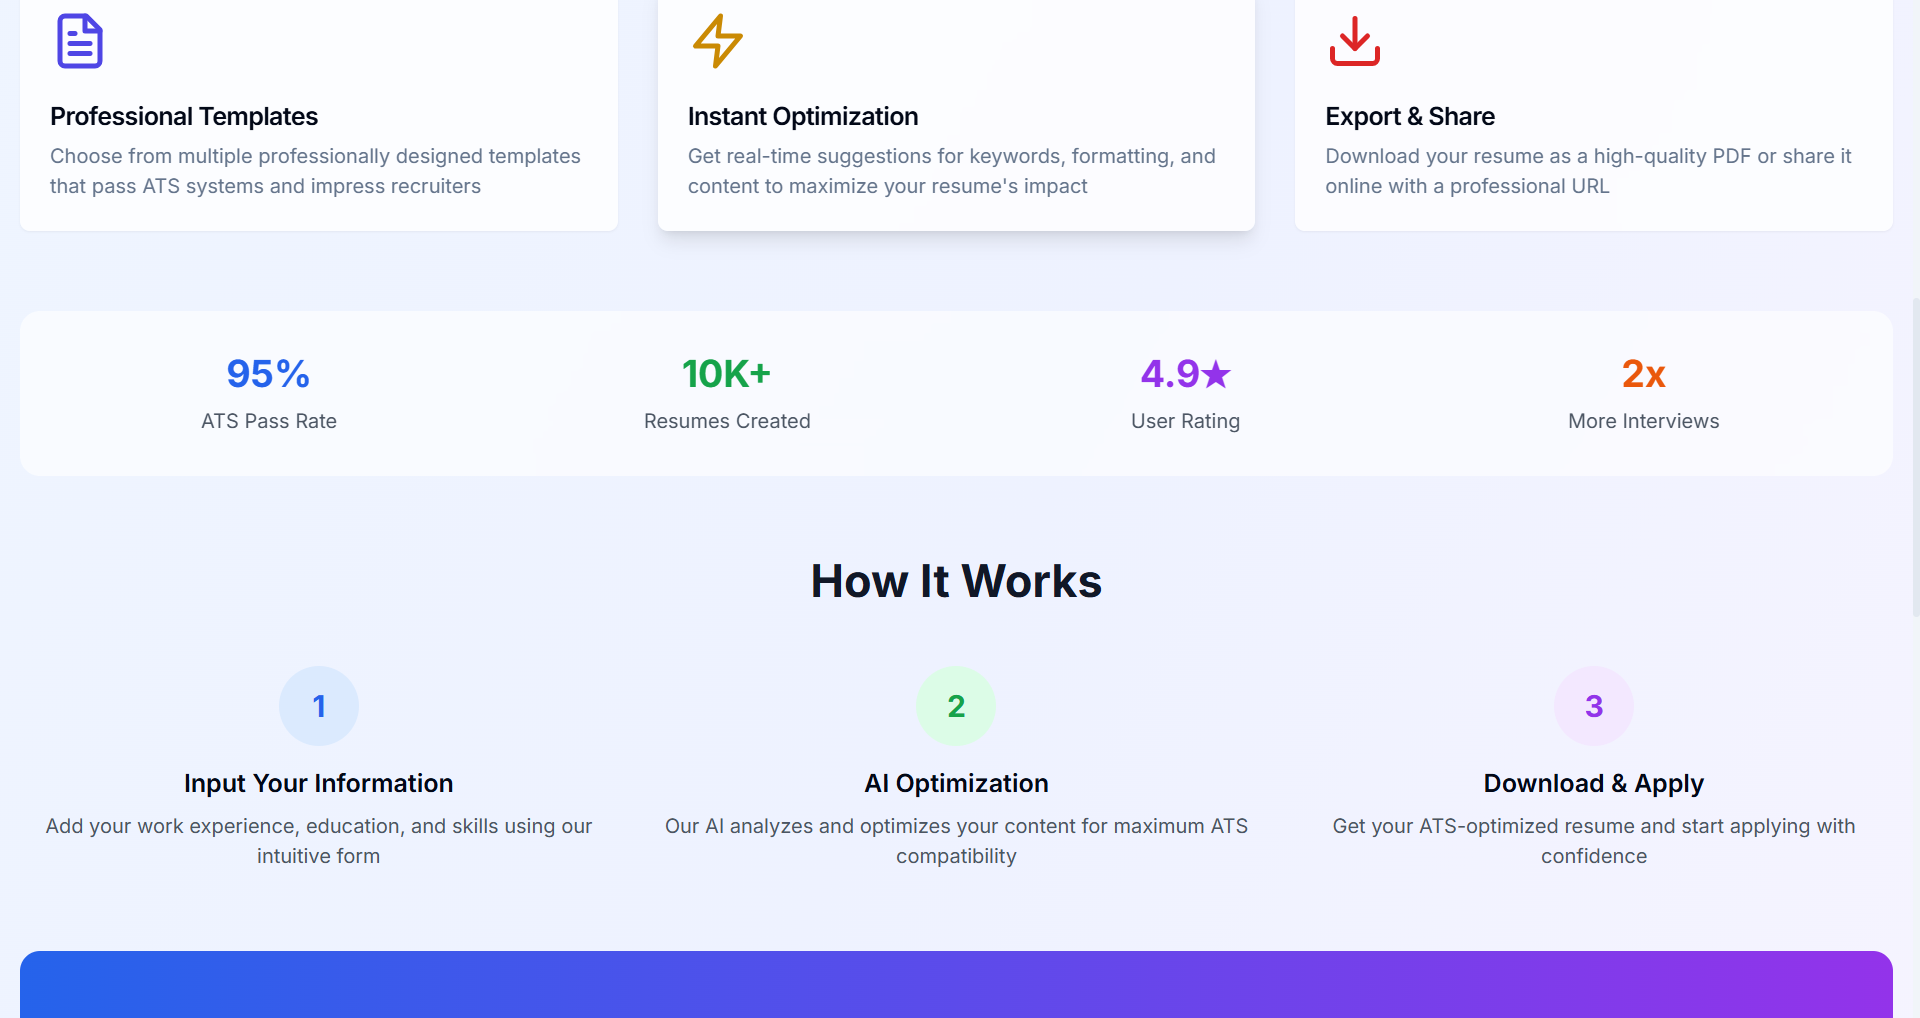 Professional Templates
Choose from multiple professionally designed templates
that pass ATS systems and impress recruiters
Instant Optimization
Get real-time suggestions for keywords, formatting, and
content to maximize your resume's impact
Export & Share
Download your resume as a high-quality PDF or share it
online with a professional URL
95%
ATS Pass Rate
10K+
Resumes Created
4.9★
User Rating
2x
More Interviews
How It Works
1
Input Your Information
Add your work experience, education, and skills using our
intuitive form
2
AI Optimization
Our AI analyzes and optimizes your content for maximum ATS
compatibility
3
Download & Apply
Get your ATS-optimized resume and start applying with
confidence